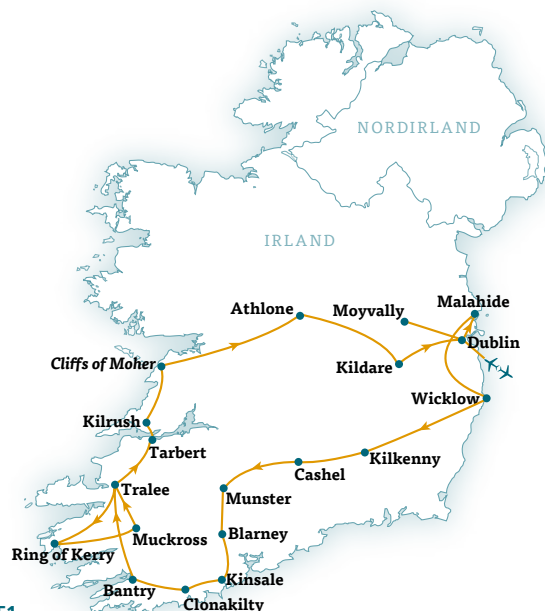 NORDIRLAND
IRLAND
Malahide
Athlone
Moyvally
Dublin
Cliffs of Moher
Kildare
Wicklow
Kilrush
Tarbert
Kilkenny
Cashel
Tralee
Munster
Muckross
Blarney
Ring of Kerry
Bantry
Kinsale
Clonakilty